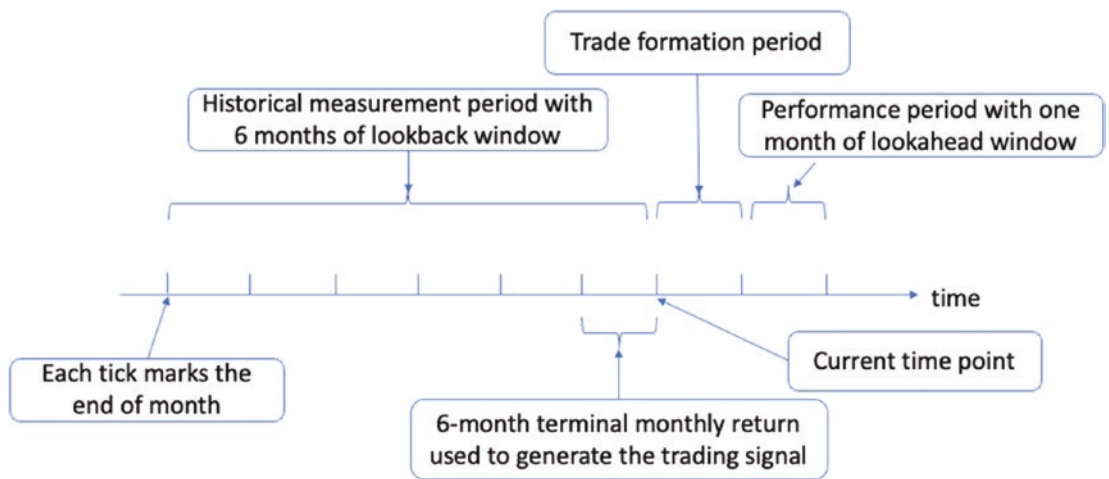 Trade formation period
Historical measurement period with
6 months of lookback window
Performance period with one
month of lookahead window
time
Each tick marks the
end of month
Current time point
6-month terminal monthly return
used to generate the trading signal